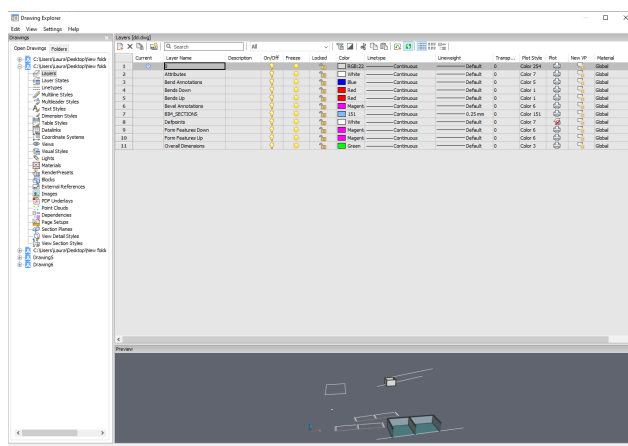 Drawing Explorer
Edit View Settings Help
Drawings
Open Drawings Folders
C:\Users\Laura\Desktop\New folde
C:\Users\Laura\Desktop\New folde
Layers
Layer States
Linetypes
Multiline Styles
Multileader Styles
Text Styles
Dimension Styles
Table Styles
Datalinks
Coordinate Systems
Views
Visual Styles
Lights
Materials
RenderPresets
Blocks
External References
Images
PDF Underlays
Point Clouds
Dependencies
Page Setups
Section Planes
View Detail Styles
View Section Styles
C:\Users\Laura\Desktop\New folde
Drawing5
Drawing6
Layers [dd.dwg]
Search All
Current Layer Name Description On/Off Freeze Locked Color Linetype Lineweight Transp... Plot Style Plot New VP Material
1 0 RGB:22 Continuous Default 0 Color 254 Global
2 Attributes White Continuous Default 0 Color 7 Global
3 Bend Annotations Blue Continuous Default 0 Color 5 Global
4 Bends Down Red Continuous Default 0 Color 1 Global
5 Bends Up Red Continuous Default 0 Color 1 Global
6 Bevel Annotations Magent Continuous Default 0 Color 6 Global
7 BIM_SECTIONS 151 Continuous 0.25 mm 0 Color 151 Global
8 Defpoints White Continuous Default 0 Color 7 Global
9 Form Features Down Magent Continuous Default 0 Color 6 Global
10 Form Features Up Magent Continuous Default 0 Color 6 Global
11 Overall Dimensions Green Continuous Default 0 Color 3 Global
Preview